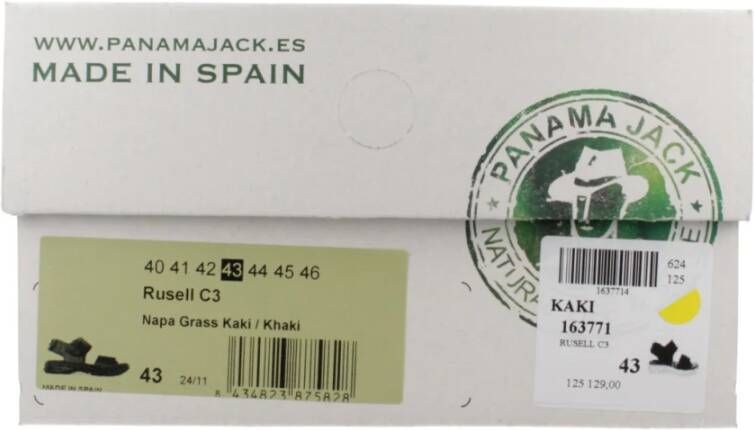 WWW.PANAMAJACK.ES
MADE IN SPAIN
PANAMA JACK
40 41 42 43 44 45 46
Rusell C3
Napa Grass Kaki / Khaki
43
24/11
MADE IN SPAIN
8 434823 875828
1637714
624
125
KAKI
163771
RUSELL C3
43
125 129,00